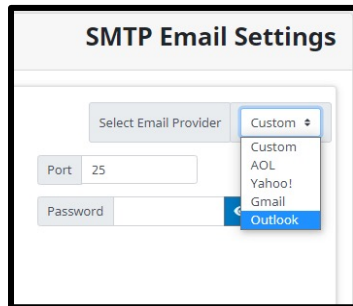 SMTP Email Settings
Select Email Provider Custom
Custom
AOL
Yahoo!
Gmail
Outlook
Port 25
Password